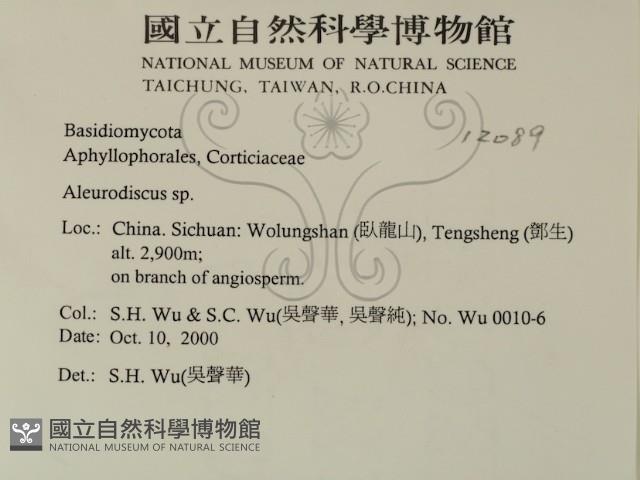 國立自然科學博物館
NATIONAL MUSEUM OF NATURAL SCIENCE
TAICHUNG, TAIWAN, R.O.CHINA
12089
Basidiomycota
Aphyllophorales, Corticiaceae
Aleurodiscus sp.
Loc.: China. Sichuan: Wolungshan (臥龍山), Tengsheng (鄧生)
alt. 2,900m;
on branch of angiosperm.
Col.: S.H. Wu & S.C. Wu(吳聲華, 吳聲純); No. Wu 0010-6
Date: Oct. 10, 2000
Det.: S.H. Wu(吳聲華)
國立自然科學博物館
NATIONAL MUSEUM OF NATURAL SCIENCE